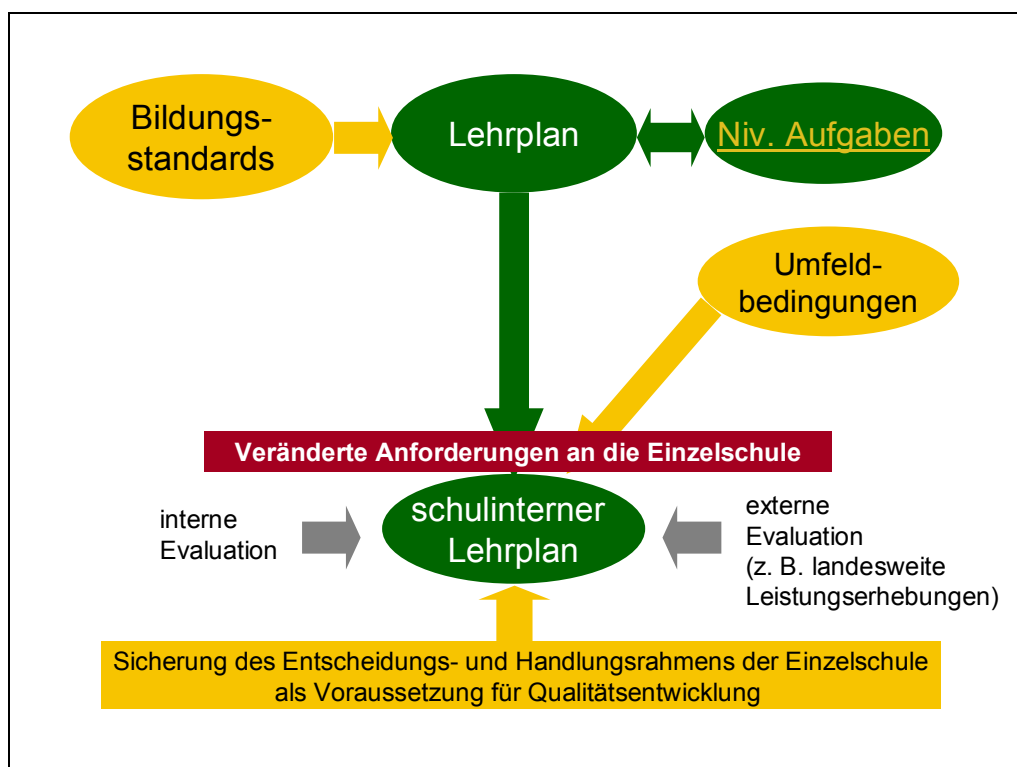 Bildungs-
standards
Lehrplan
Niv. Aufgaben
Umfeld-
bedingungen
Veränderte Anforderungen an die Einzelschule
interne
Evaluation
schulinterner
Lehrplan
externe
Evaluation
(z. B. landesweite
Leistungserhebungen)
Sicherung des Entscheidungs- und Handlungsrahmens der Einzelschule
als Voraussetzung für Qualitätsentwicklung